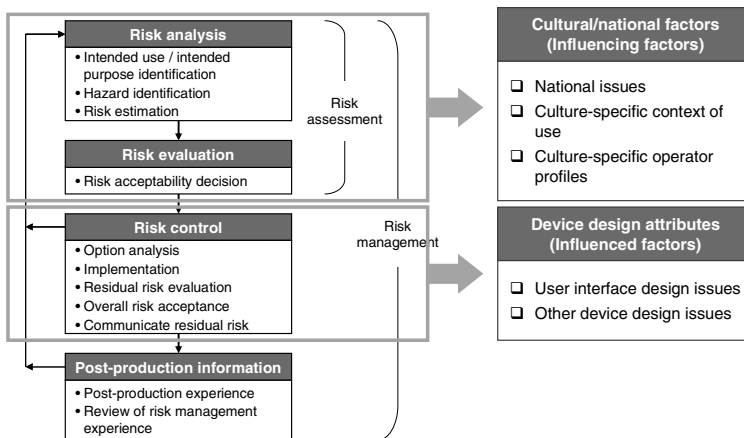 Risk analysis
• Intended use / intended
purpose identification
• Hazard identification
• Risk estimation
Risk evaluation
• Risk acceptability decision
Risk
assessment
Risk control
• Option analysis
• Implementation
• Residual risk evaluation
• Overall risk acceptance
• Communicate residual risk
Risk
management
Post-production information
• Post-production experience
• Review of risk management
experience
Cultural/national factors
(Influencing factors)
❑ National issues
❑ Culture-specific context of
use
❑ Culture-specific operator
profiles
Device design attributes
(Influenced factors)
❑ User interface design issues
❑ Other device design issues